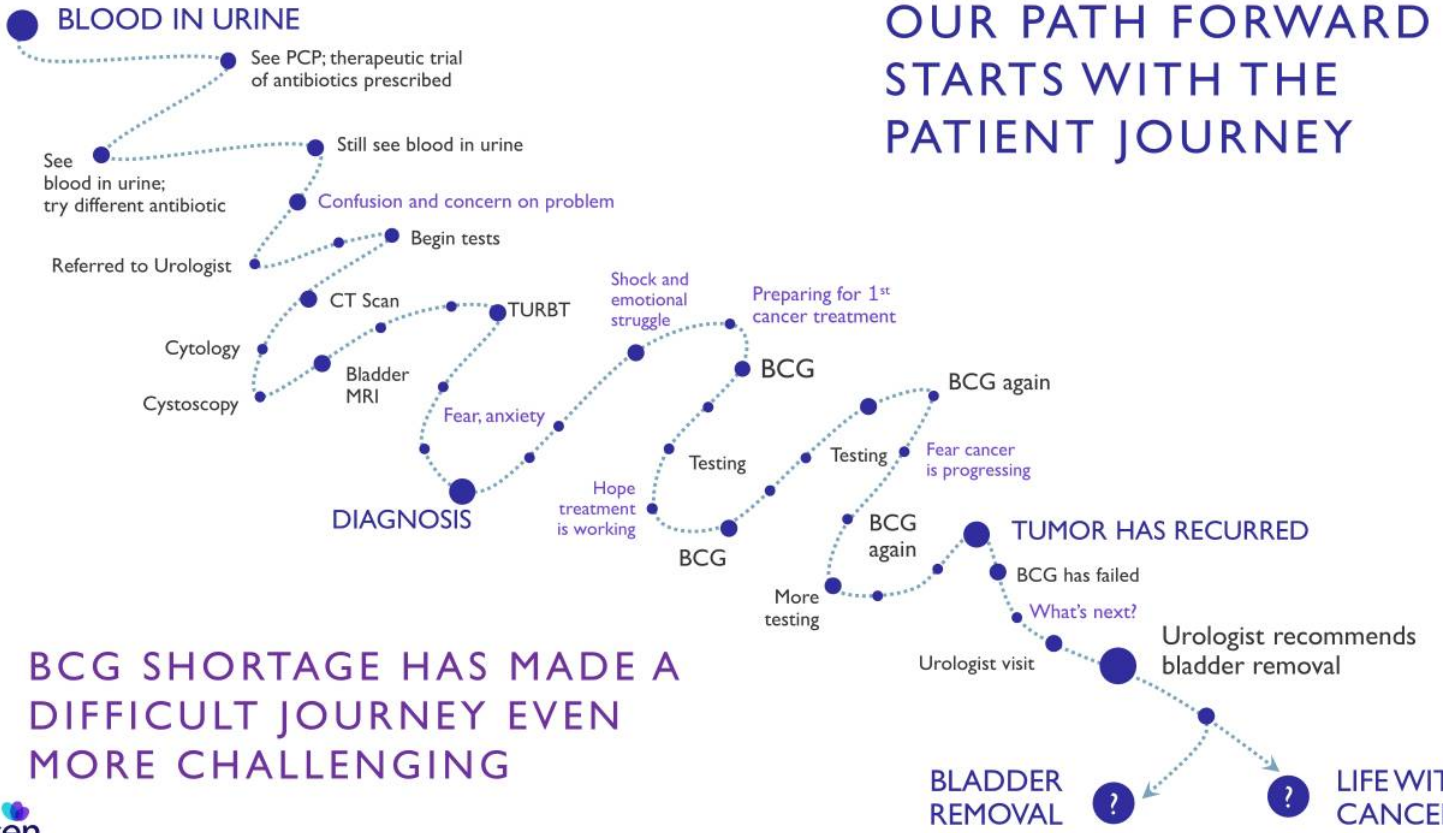 BLOOD IN URINE
OUR PATH FORWARD
STARTS WITH THE
PATIENT JOURNEY
See PCP; therapeutic trial
of antibiotics prescribed
See
blood in urine;
try different antibiotic
Still see blood in urine
Confusion and concern on problem
Referred to Urologist
Begin tests
CT Scan
Cytology
Cystoscopy
Bladder
MRI
TURBT
Fear, anxiety
DIAGNOSIS
Shock and
emotional
struggle
Preparing for 1st
cancer treatment
BCG
Testing
Hope
treatment
is working
BCG
Testing
BCG again
Fear cancer
is progressing
BCG
again
More
testing
TUMOR HAS RECURRED
BCG has failed
What's next?
Urologist visit
Urologist recommends
bladder removal
BCG SHORTAGE HAS MADE A
DIFFICULT JOURNEY EVEN
MORE CHALLENGING
BLADDER
REMOVAL
?
?
LIFE WIT
CANCER